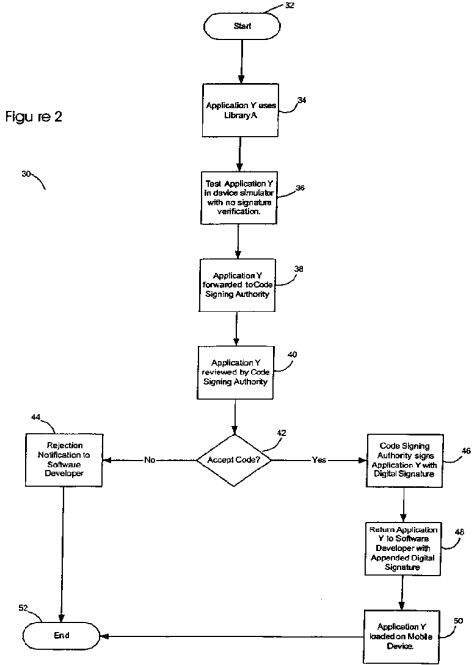 32
Start
Application Y uses
Library A
34
Figure 2
30
Test Application Y
in device simulator
with no signature
verification.
36
Application Y
forwarded to Code
Signing Authority
38
Application Y
reviewed by Code
Signing Authority
40
44
Rejection
Notification to
Software
Developer
No
42
Accept Code?
Yes
Code Signing
Authority signs
Application Y with
Digital Signature
46
Return Application
Y to Software
Developer with
Appended Digital
Signature
48
52
End
Application Y
loaded on Mobile
Device.
50